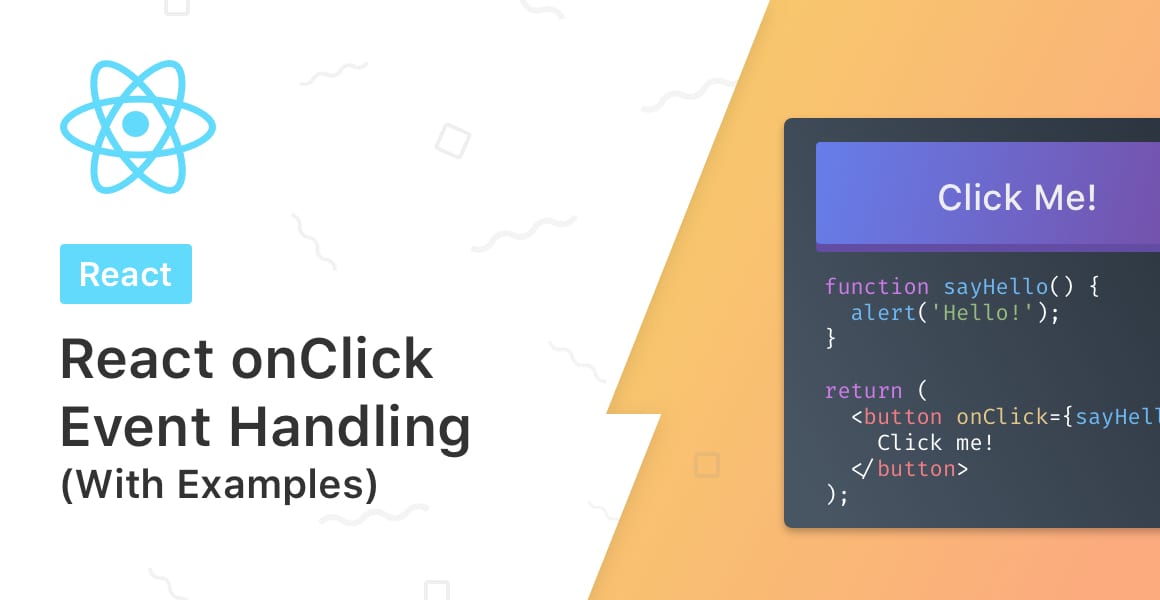 React
React onClick
Event Handling
(With Examples)
Click Me!
function sayHello() {
  alert('Hello!');
}
return (
  <button onClick={sayHell
    Click me!
  </button>
);